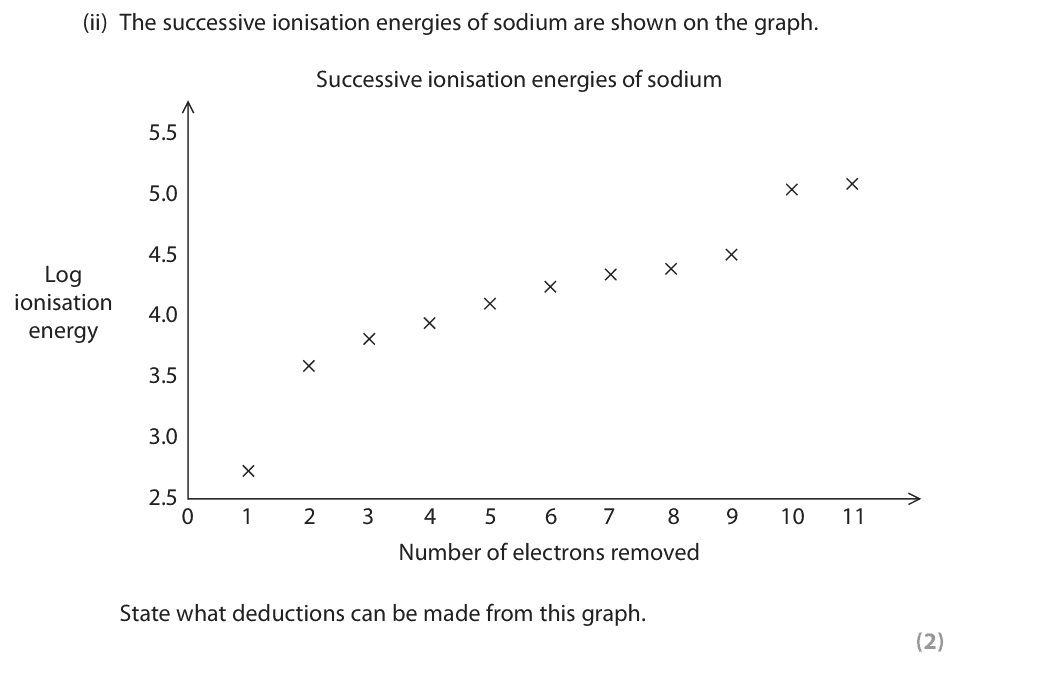 (ii) The successive ionisation energies of sodium are shown on the graph.
Successive ionisation energies of sodium
5.5
5.0
4.5
Log
ionisation
energy
4.0
3.5
3.0
2.5
0 1 2 3 4 5 6 7 8 9 10 11
Number of electrons removed
State what deductions can be made from this graph.
(2)